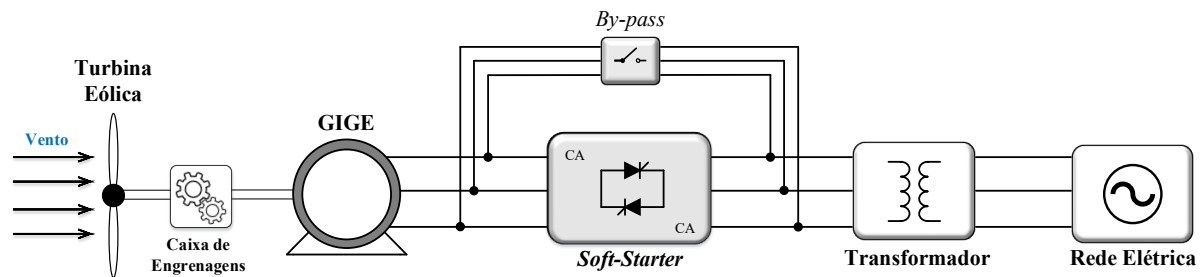 By-pass
Turbina
Eólica
Vento
GIGE
CA
CA
Caixa de
Engrenagens
Soft-Starter
Transformador
Rede Elétrica